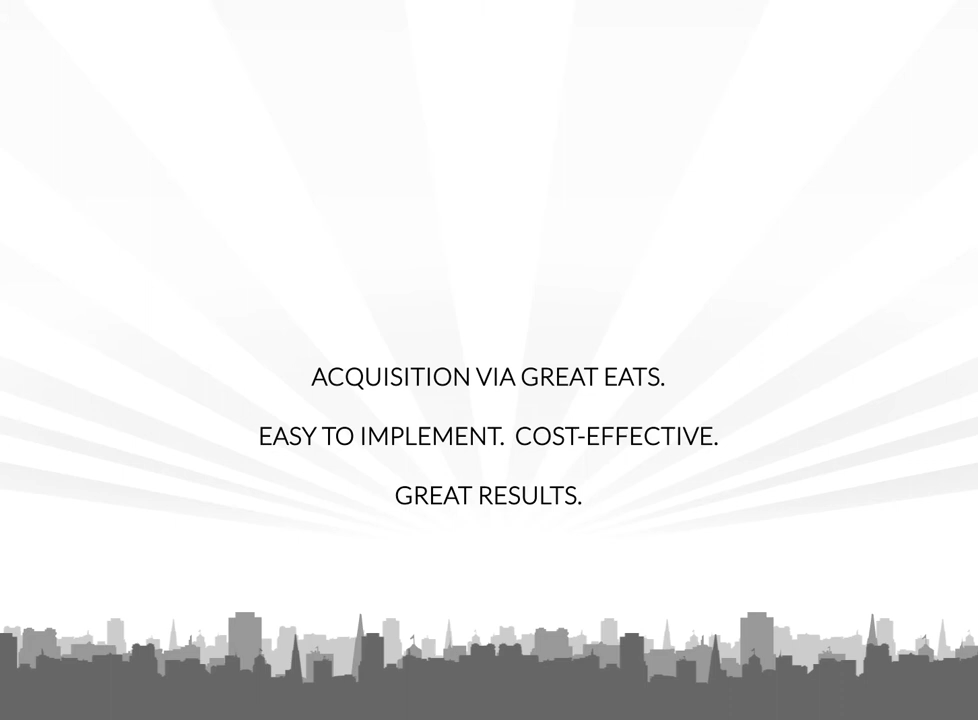 ACQUISITION VIA GREAT EATS.
EASY TO IMPLEMENT.  COST-EFFECTIVE.
GREAT RESULTS.